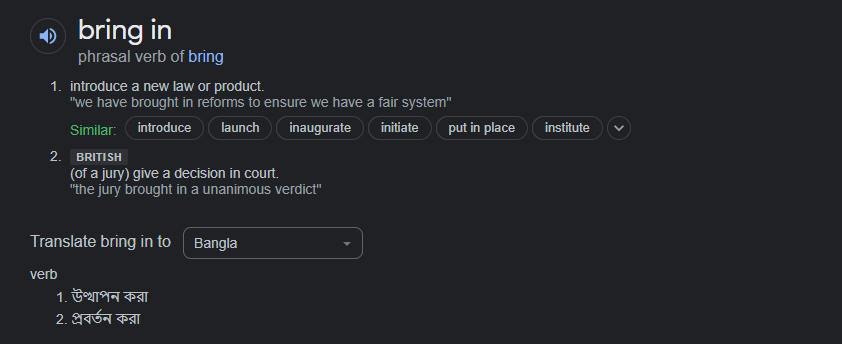 bring in
phrasal verb of bring
1. introduce a new law or product.
"we have brought in reforms to ensure we have a fair system"
Similar: introduce launch inaugurate initiate put in place institute
2. BRITISH
(of a jury) give a decision in court.
"the jury brought in a unanimous verdict"
Translate bring in to Bangla
verb
1. উত্থাপন করা
2. প্রবর্তন করা